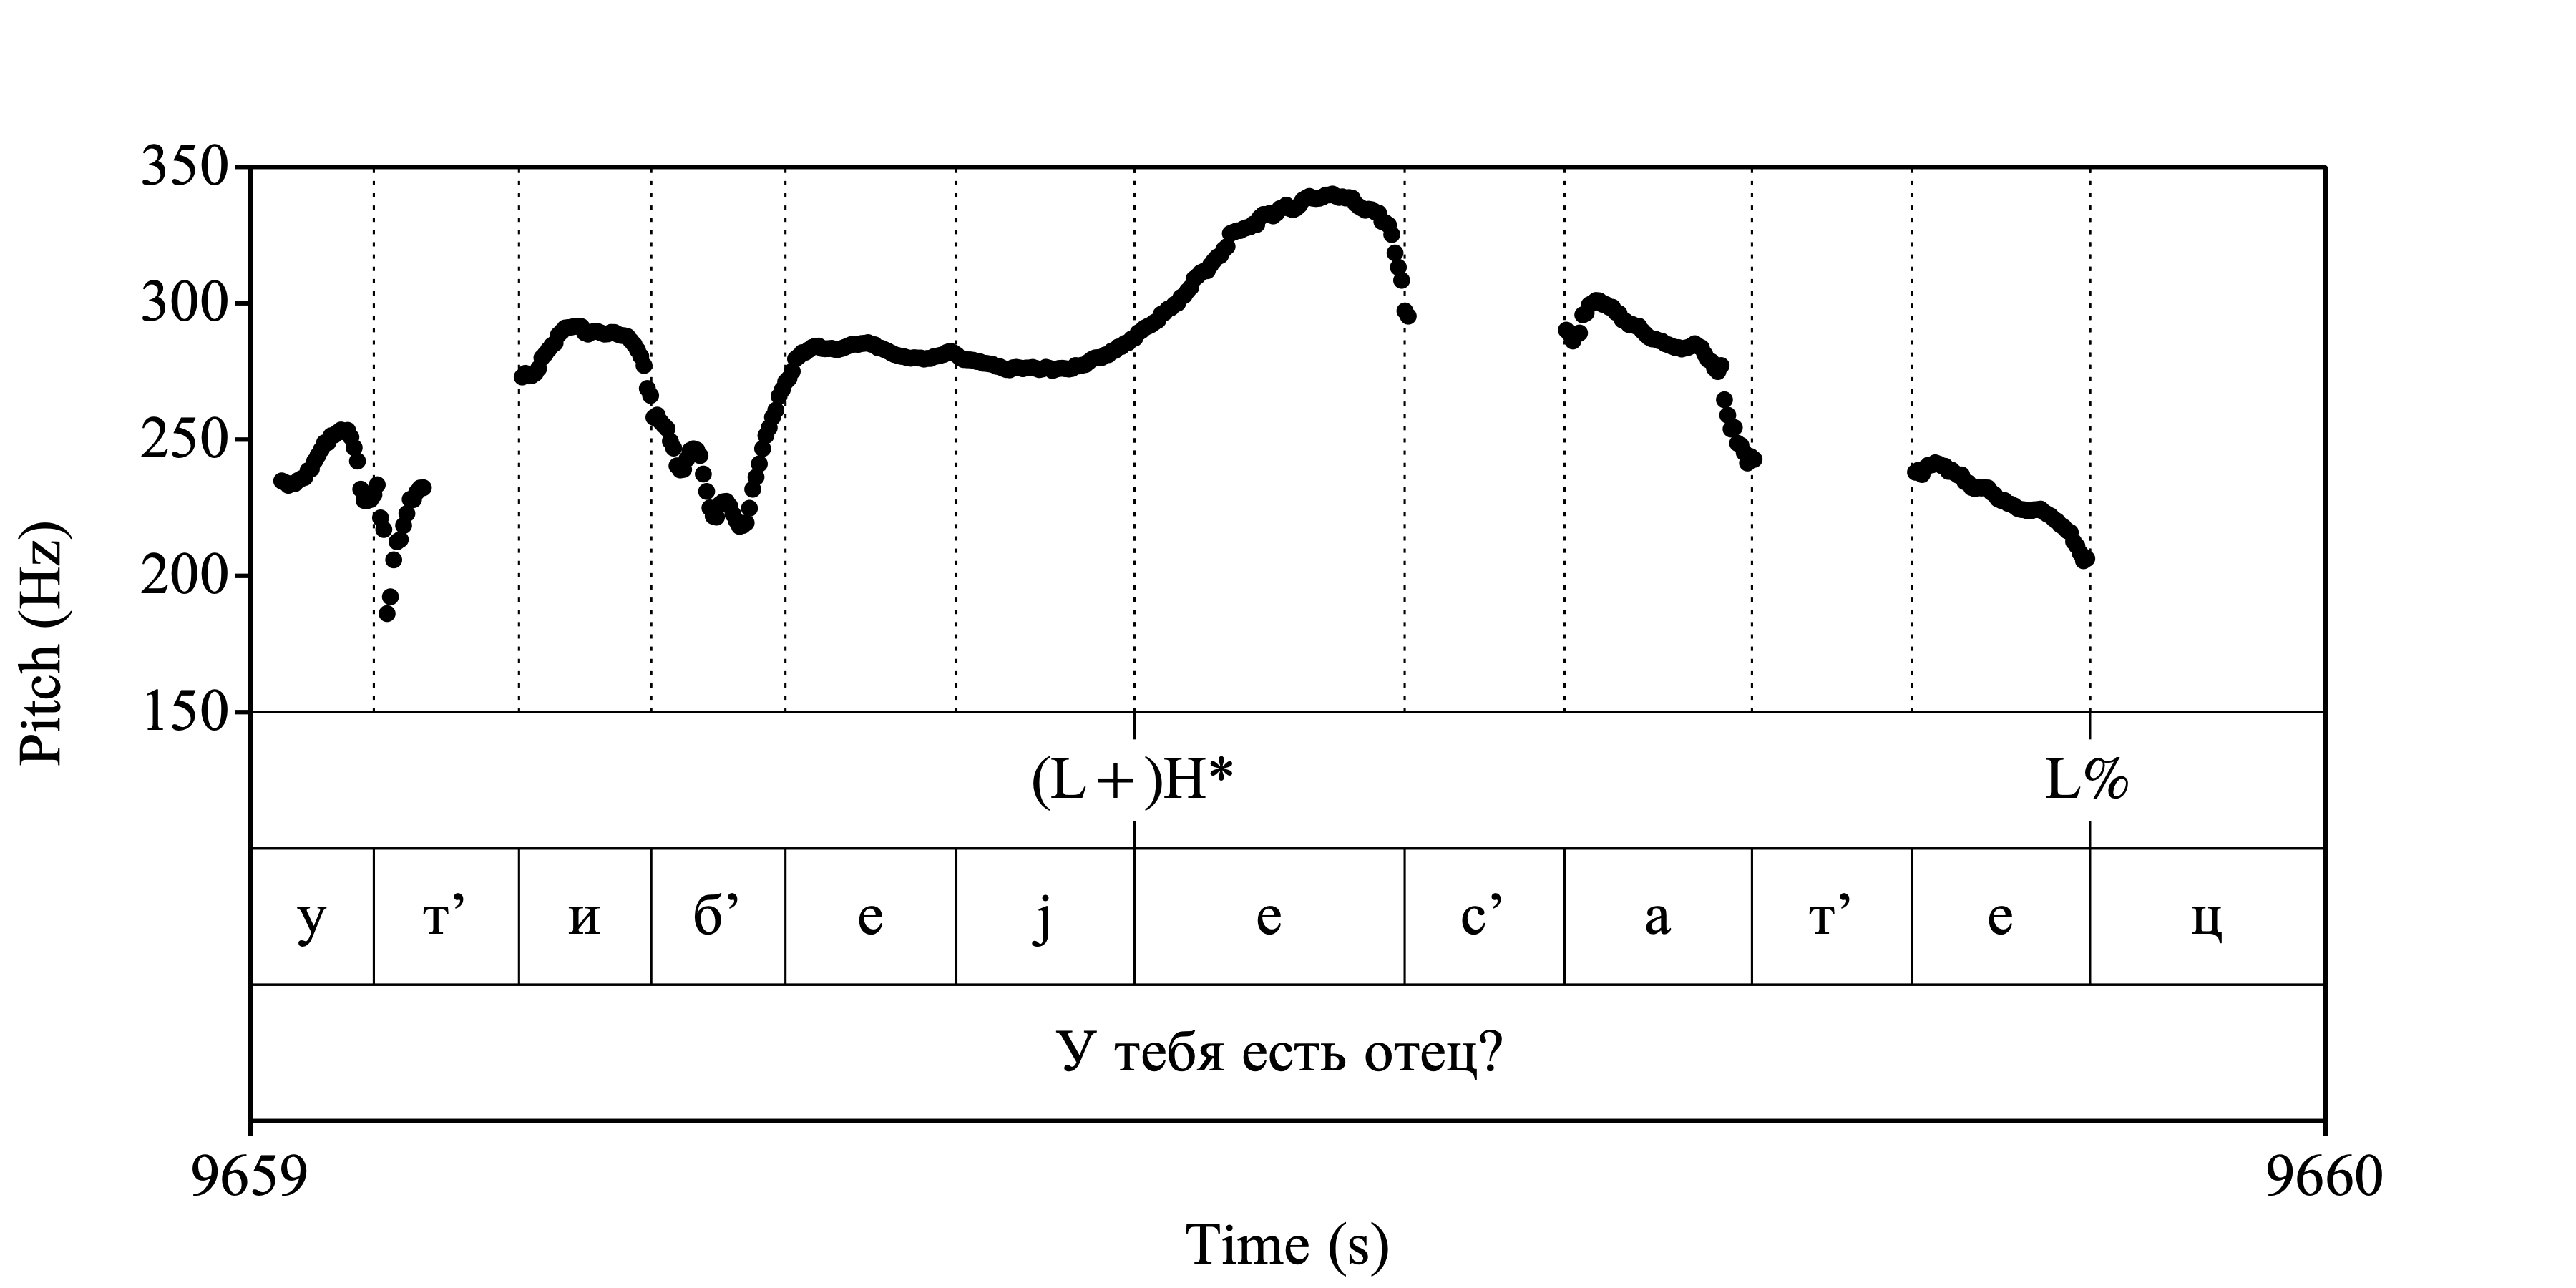 350
300
250
200
150
Pitch (Hz)
(L+)H* L%
у т’ и б’ е j е с’ а т’ е ц
У тебя есть отец?
9659 9660
Time (s)